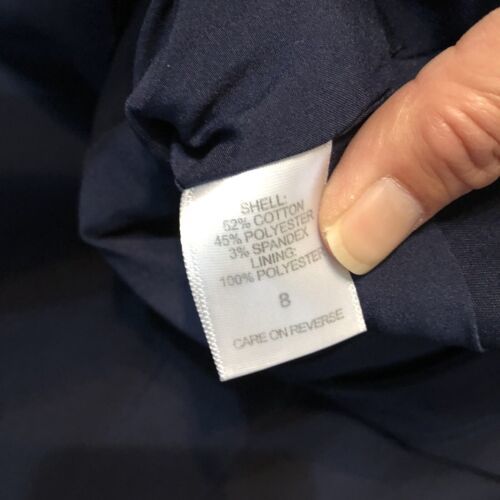 SHELL:
52% COTTON
45% POLYESTER
3% SPANDEX
LINING:
100% POLYESTER
8
CARE ON REVERSE